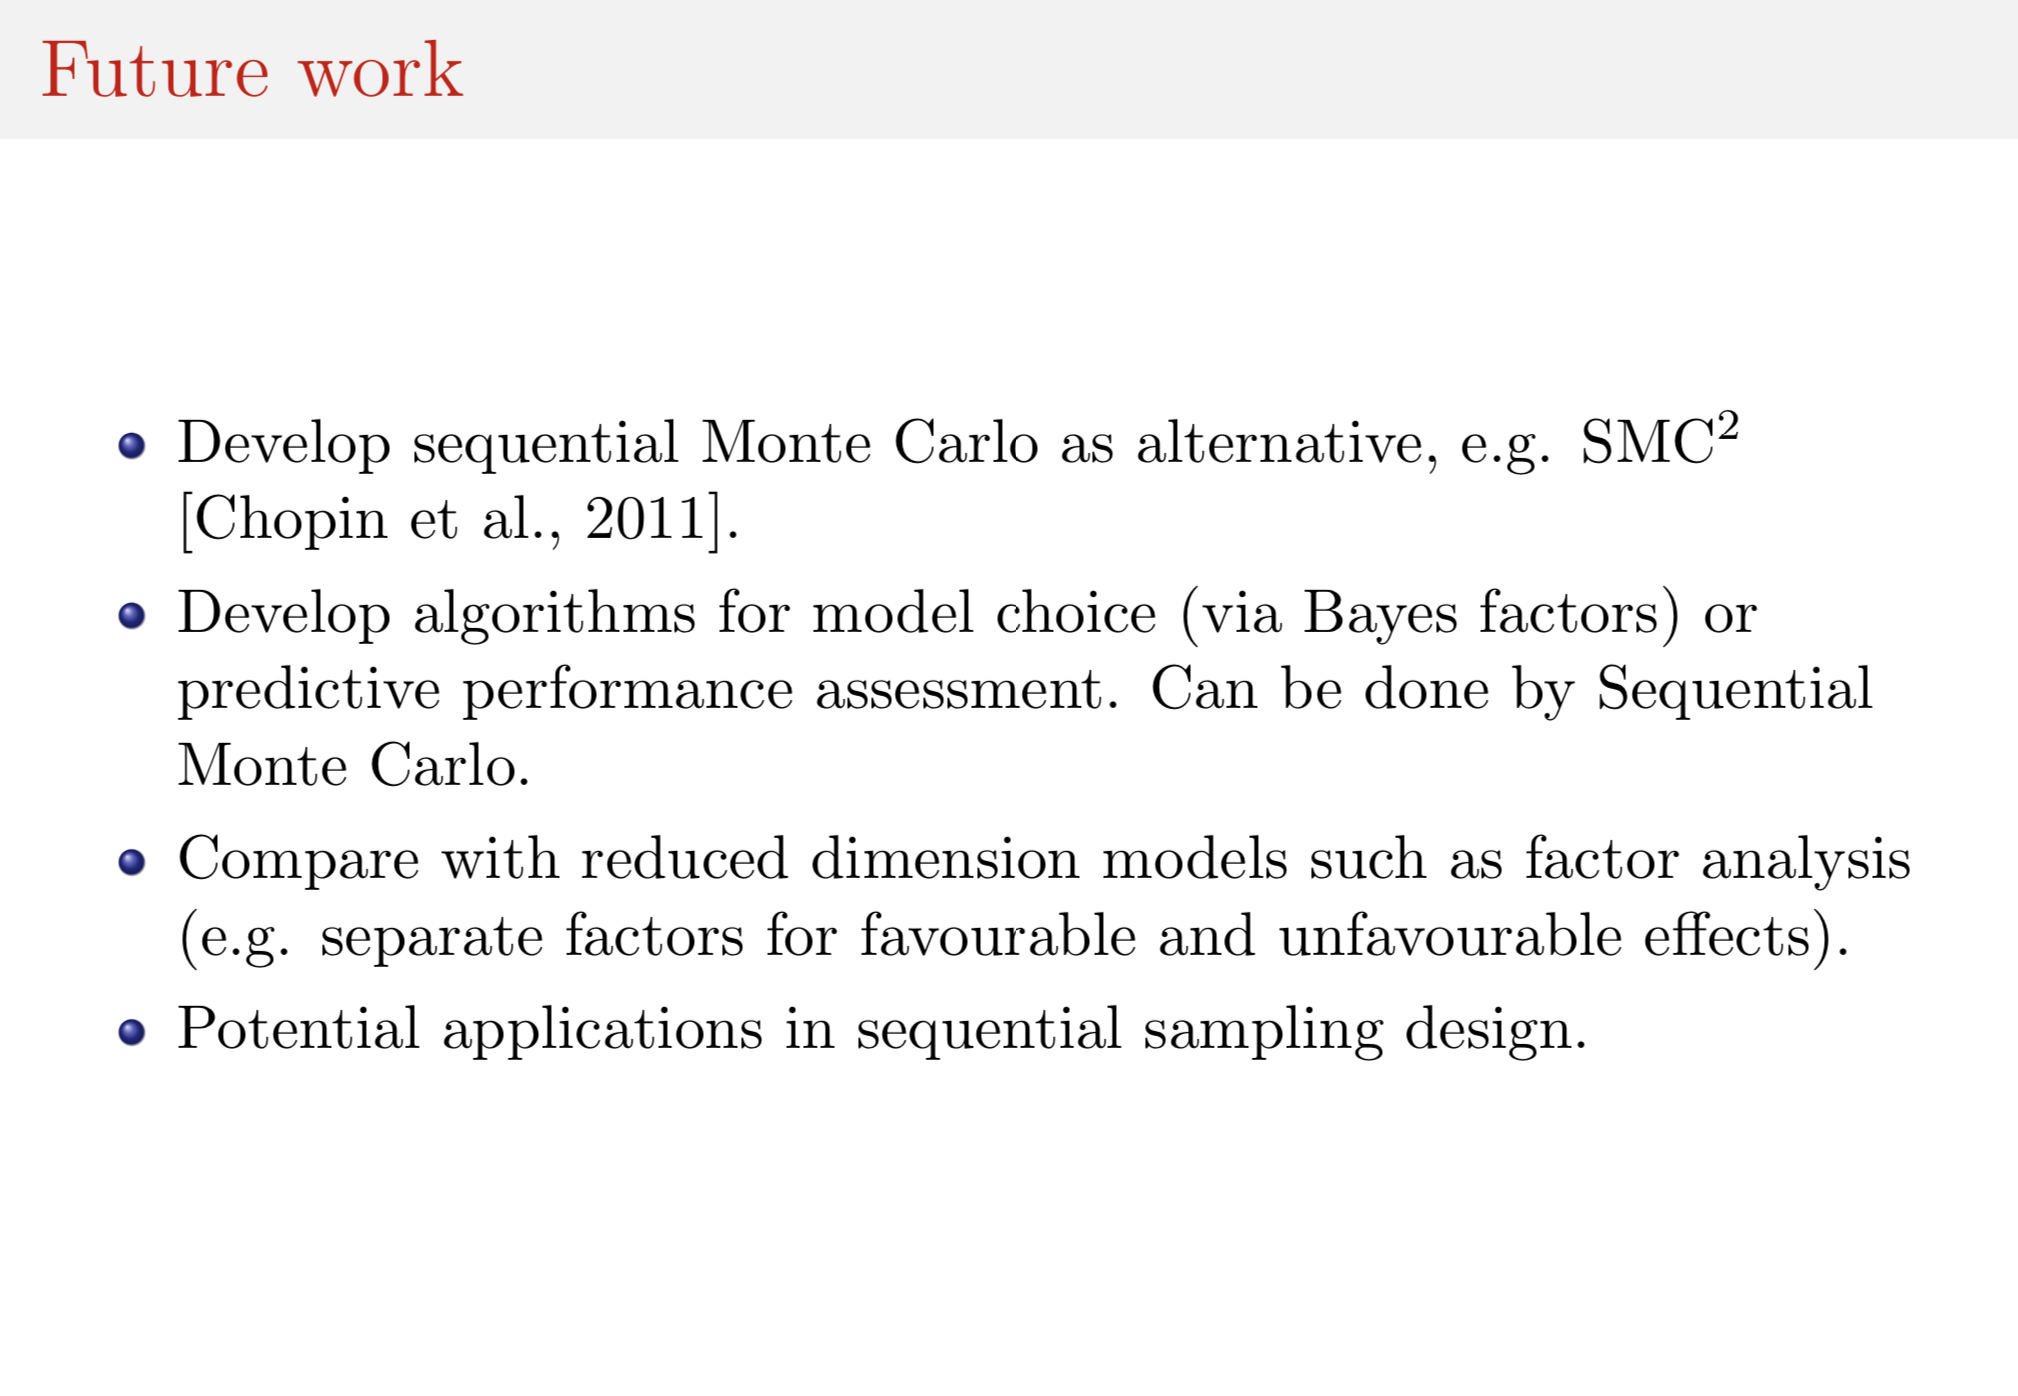 Future work
Develop sequential Monte Carlo as alternative, e.g. SMC²
[Chopin et al., 2011].
Develop algorithms for model choice (via Bayes factors) or
predictive performance assessment. Can be done by Sequential
Monte Carlo.
Compare with reduced dimension models such as factor analysis
(e.g. separate factors for favourable and unfavourable effects).
Potential applications in sequential sampling design.